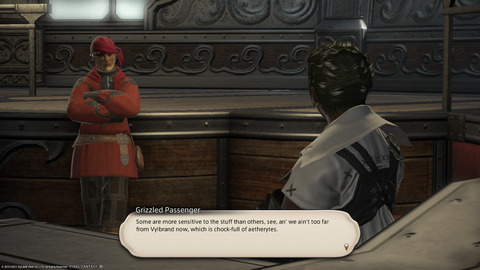 Grizzled Passenger
Some are more sensitive to the stuff than others, see, an' we ain't too far
from Vylbrand now, which is chock-full of aetherytes.